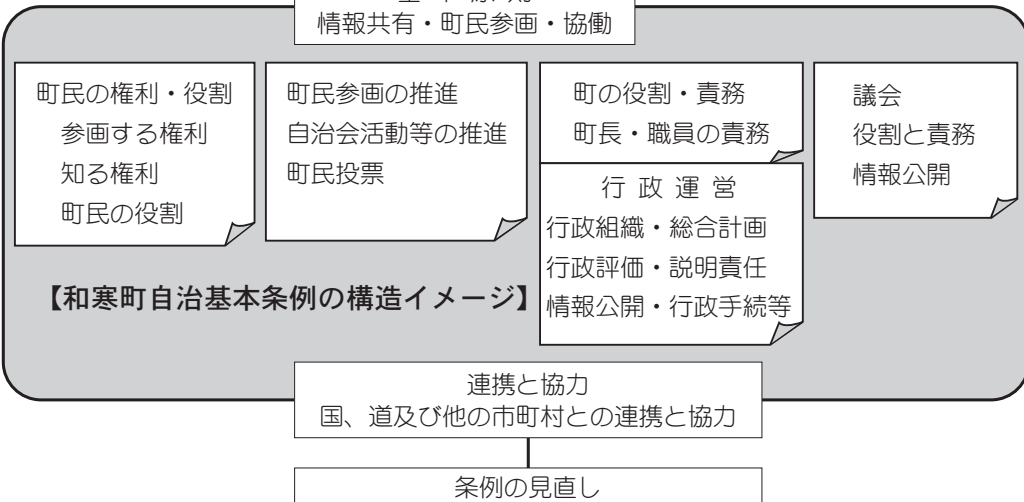 情報共有・町民参画・協働
町民の権利・役割
参画する権利
知る権利
町民の役割
町民参画の推進
自治会活動等の推進
町民投票
町の役割・責務
町長・職員の責務
行政運営
行政組織・総合計画
行政評価・説明責任
情報公開・行政手続等
議会
役割と責務
情報公開
【和寒町自治基本条例の構造イメージ】
連携と協力
国、道及び他の市町村との連携と協力
条例の見直し